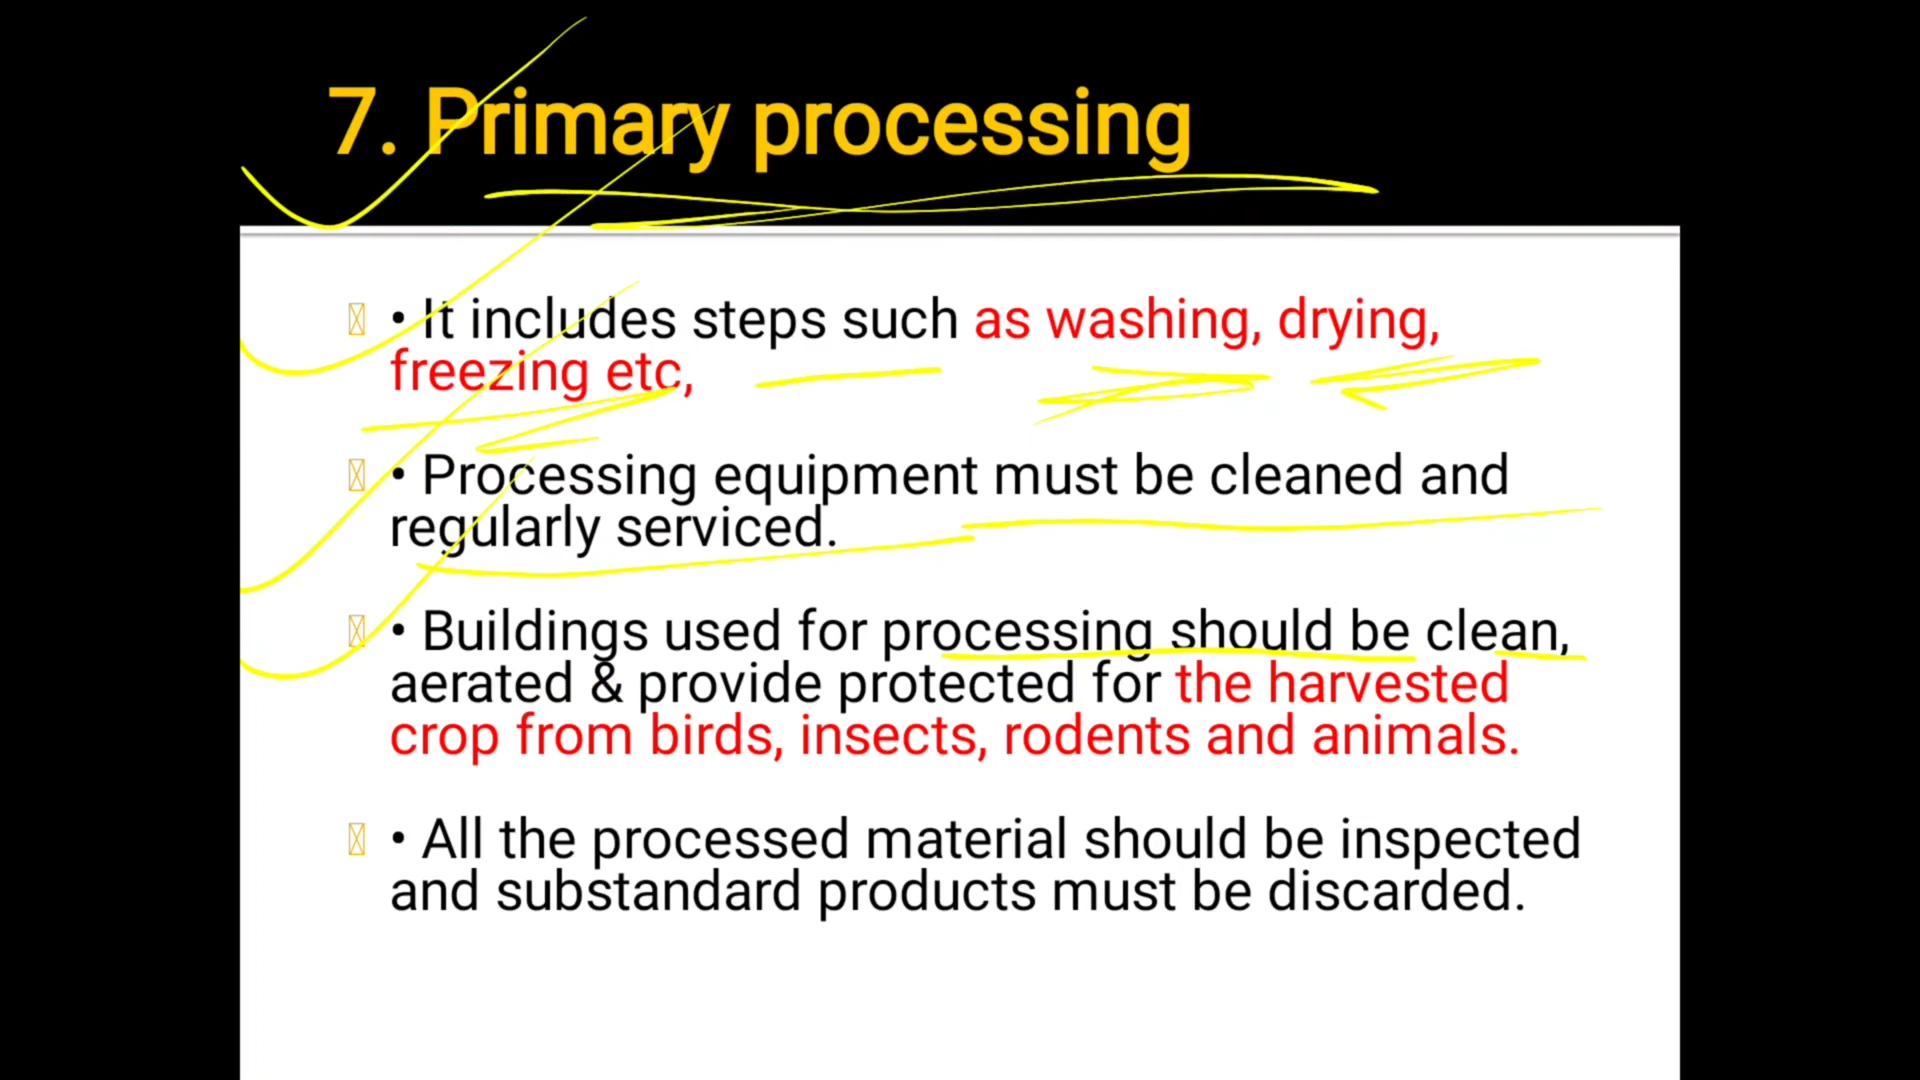 7. Primary processing
• It includes steps such as washing, drying,
freezing etc,
• Processing equipment must be cleaned and
regularly serviced.
• Buildings used for processing should be clean,
aerated & provide protected for the harvested
crop from birds, insects, rodents and animals.
• All the processed material should be inspected
and substandard products must be discarded.